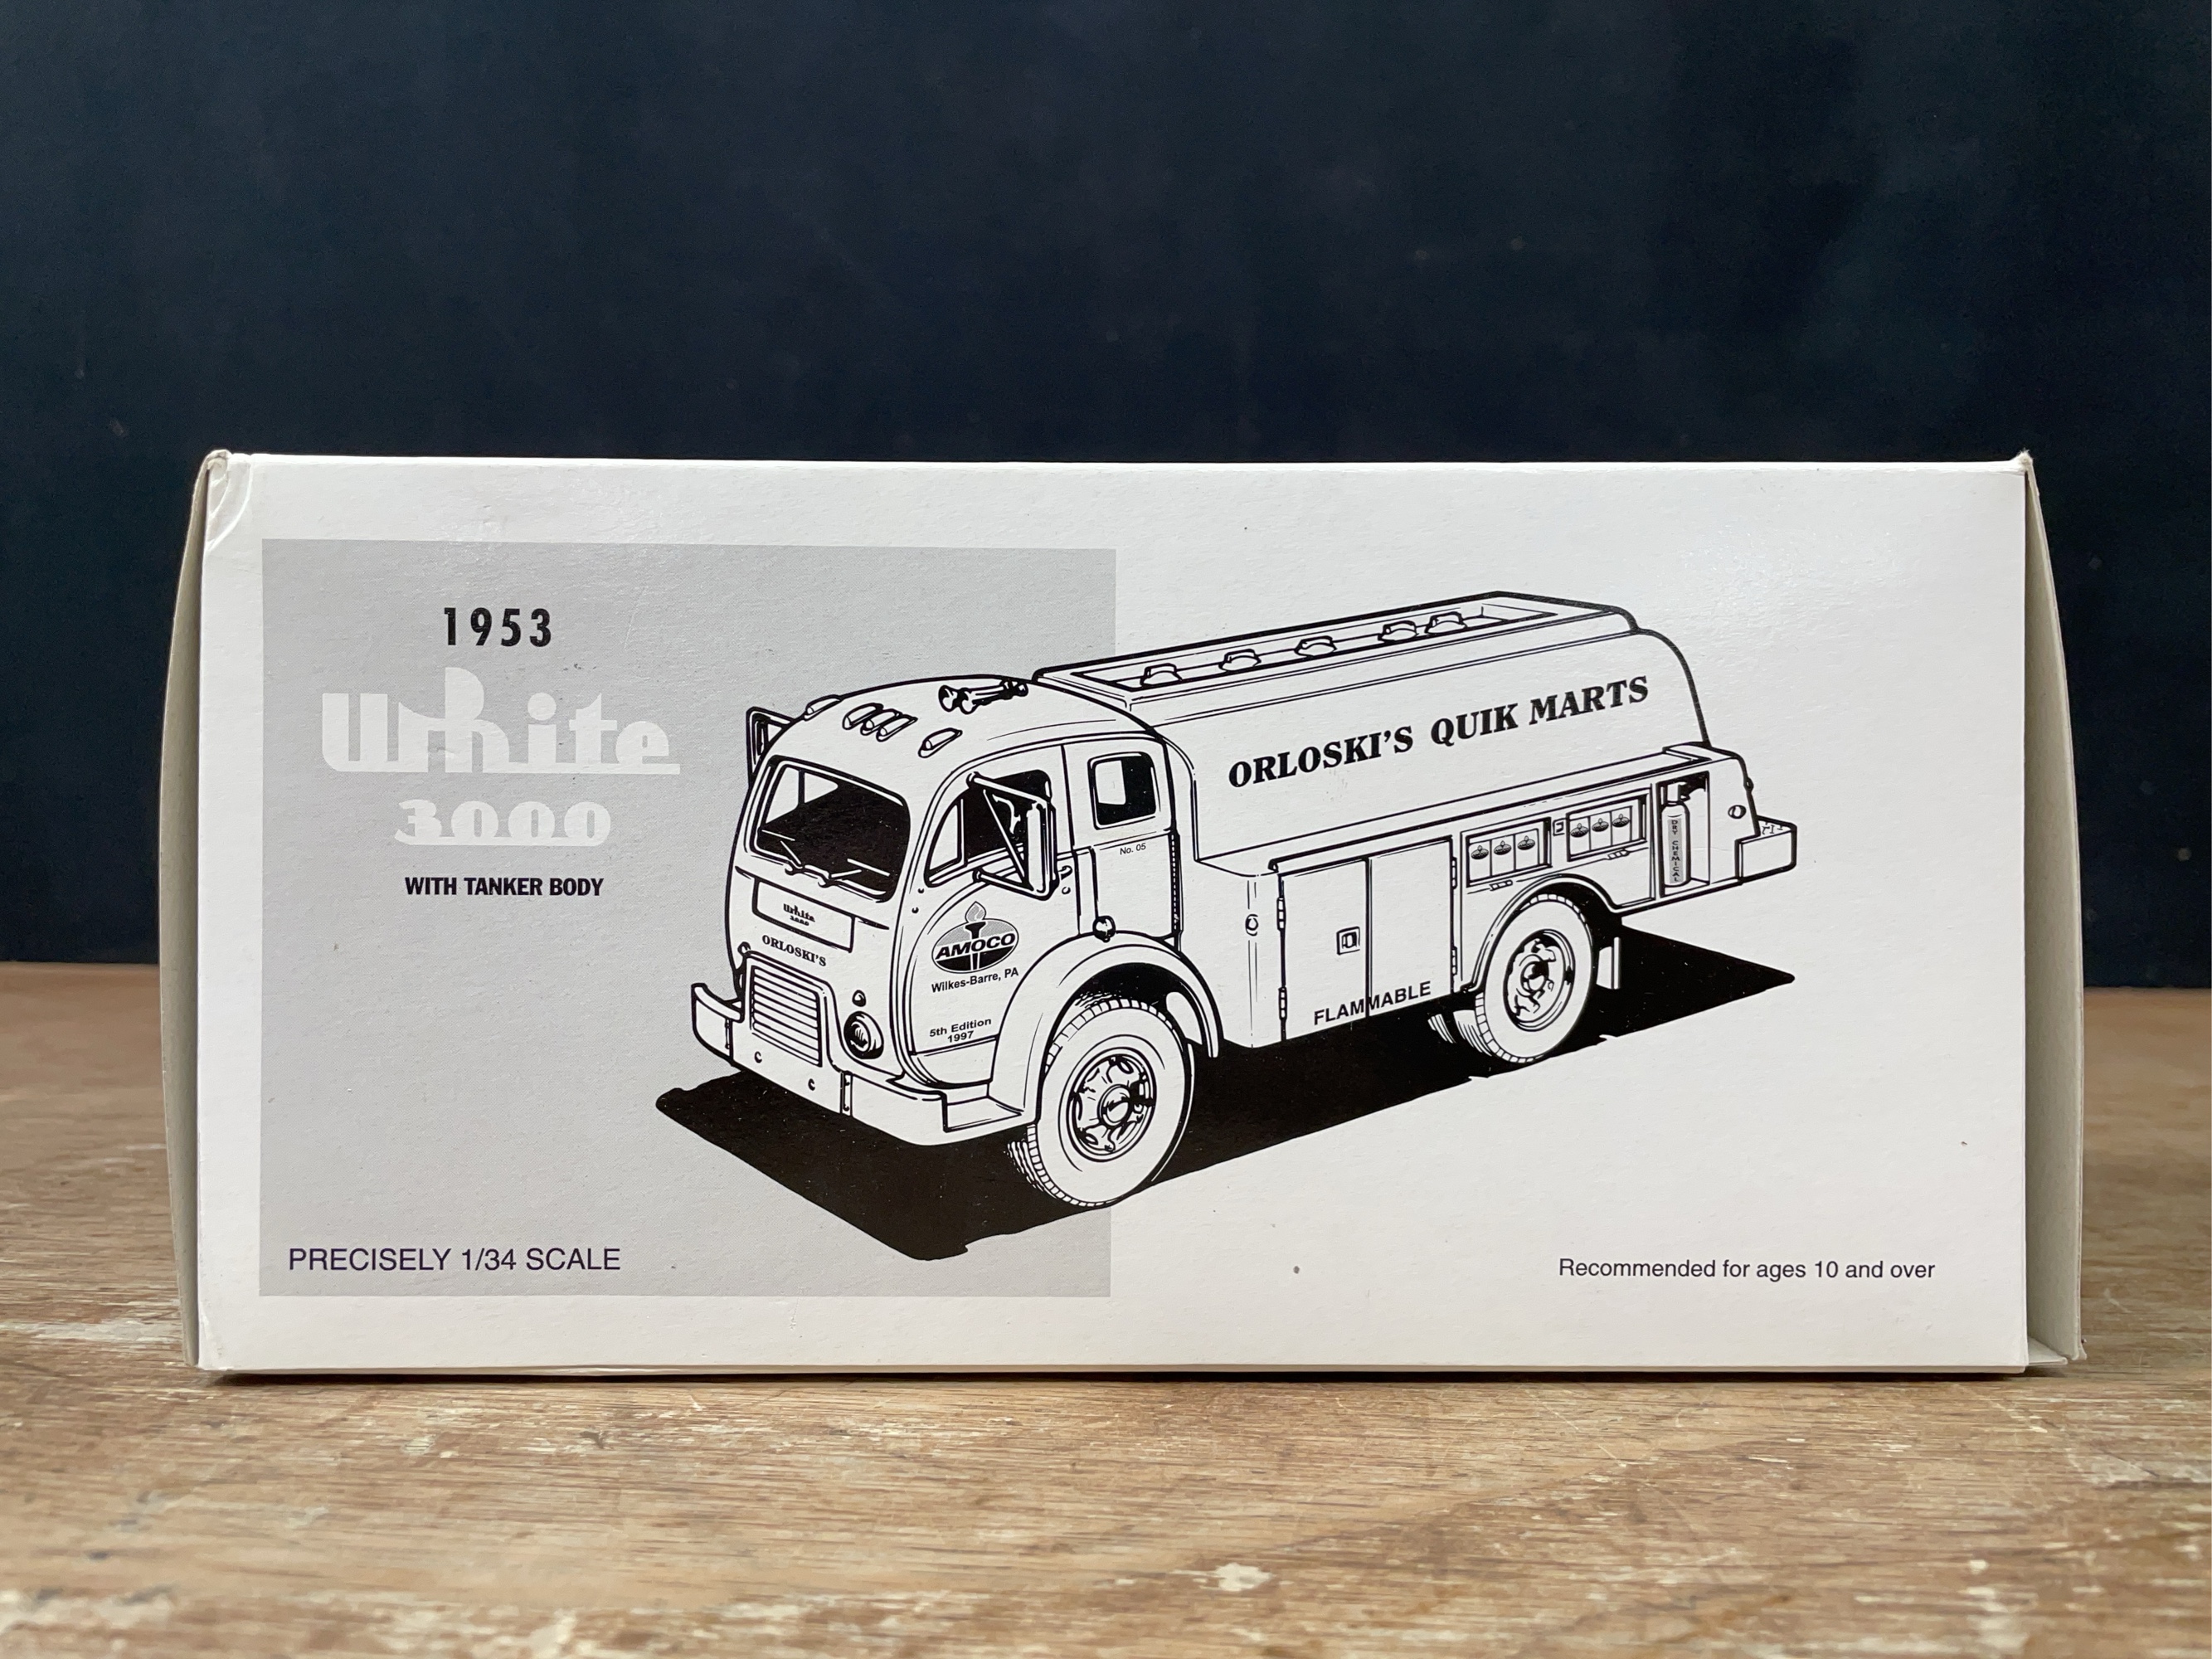 1953
White
3000
WITH TANKER BODY
ORLOSKI'S QUIK MARTS
No. 05
White
3000
ORLOSKI'S
AMOCO
Wilkes-Barre, PA
5th Edition
1997
FLAMMABLE
DRY CHEMICAL
PRECISELY 1/34 SCALE
Recommended for ages 10 and over